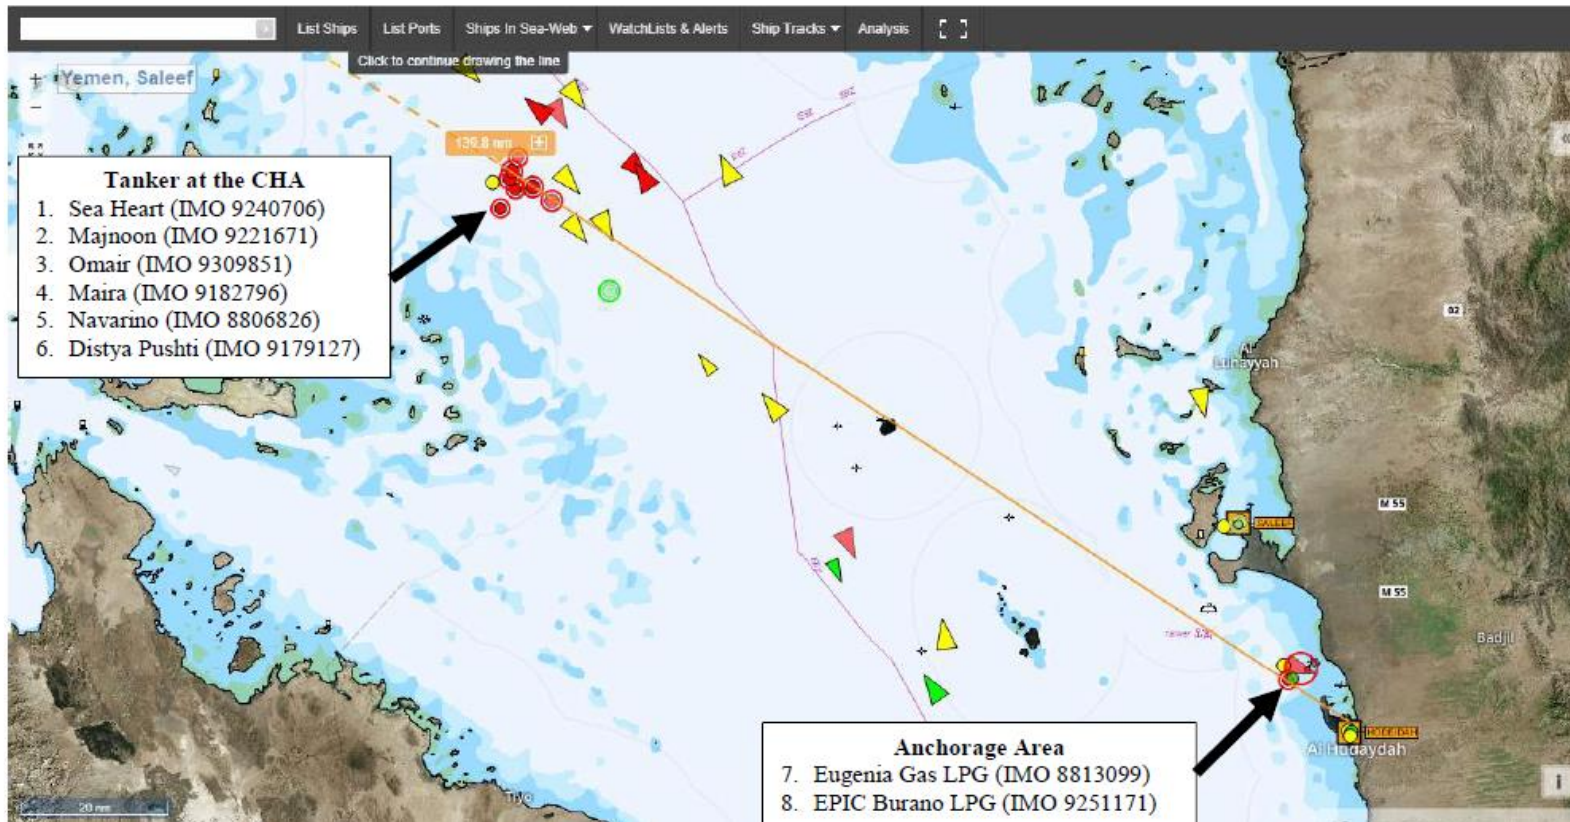 List Ships List Ports Ships In Sea-Web WatchLists & Alerts Ship Tracks Analysis
Click to continue drawing the line
Yemen, Saleef
139.8 nm
Tanker at the CHA
1. Sea Heart (IMO 9240706)
2. Majnoon (IMO 9221671)
3. Omair (IMO 9309851)
4. Maira (IMO 9182796)
5. Navarino (IMO 8806826)
6. Distya Pushti (IMO 9179127)
02
Al
Luhayyah
M 55
SALEEF
M 55
Badjil
HODEIDAH
Al Hudaydah
Anchorage Area
7. Eugenia Gas LPG (IMO 8813099)
8. EPIC Burano LPG (IMO 9251171)
Tiyo
20 nm
i